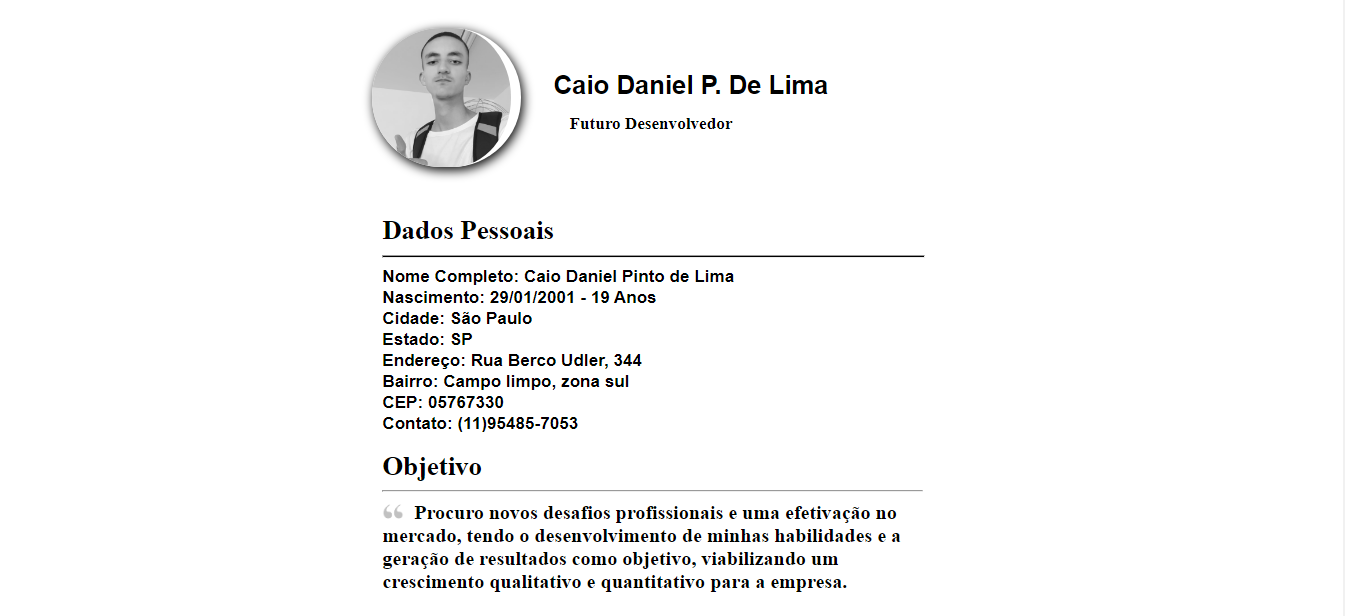 Caio Daniel P. De Lima
Futuro Desenvolvedor
Dados Pessoais
Nome Completo: Caio Daniel Pinto de Lima
Nascimento: 29/01/2001 - 19 Anos
Cidade: São Paulo
Estado: SP
Endereço: Rua Berco Udler, 344
Bairro: Campo limpo, zona sul
CEP: 05767330
Contato: (11)95485-7053
Objetivo
“ Procuro novos desafios profissionais e uma efetivação no
mercado, tendo o desenvolvimento de minhas habilidades e a
geração de resultados como objetivo, viabilizando um
crescimento qualitativo e quantitativo para a empresa.